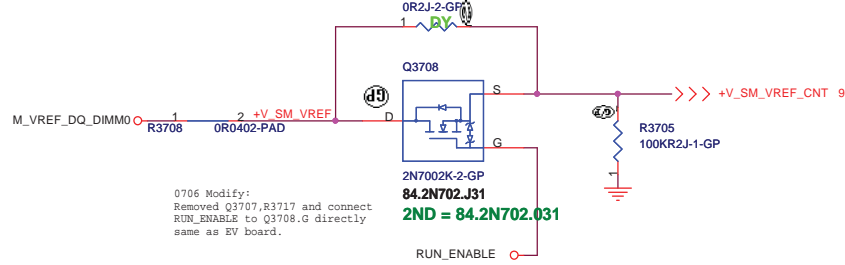 0R2J-2-GP
1
DY
Q3708
GP
S
+V_SM_VREF_CNT 9
M_VREF_DQ_DIMM0
1
2
+V_SM_VREF
D
R3708
0R0402-PAD
R3705
100KR2J-1-GP
G
1
2N7002K-2-GP
84.2N702.J31
2ND = 84.2N702.031
0706 Modify:
Removed Q3707,R3717 and connect
RUN_ENABLE to Q3708.G directly
same as EV board.
RUN_ENABLE